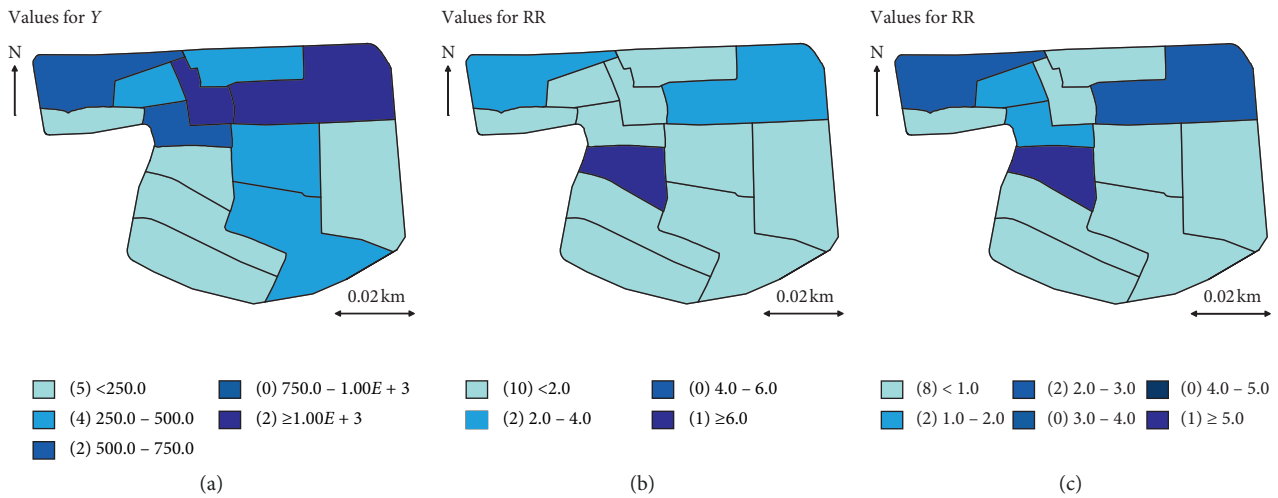 Values for Y
N
0.02 km
(5) <250.0
(4) 250.0 – 500.0
(2) 500.0 – 750.0
(0) 750.0 – 1.00E + 3
(2) ≥1.00E + 3
(a)
Values for RR
N
0.02 km
(10) <2.0
(2) 2.0 – 4.0
(0) 4.0 – 6.0
(1) ≥6.0
(b)
Values for RR
N
0.02 km
(8) < 1.0
(2) 1.0 – 2.0
(2) 2.0 – 3.0
(0) 3.0 – 4.0
(0) 4.0 – 5.0
(1) ≥ 5.0
(c)